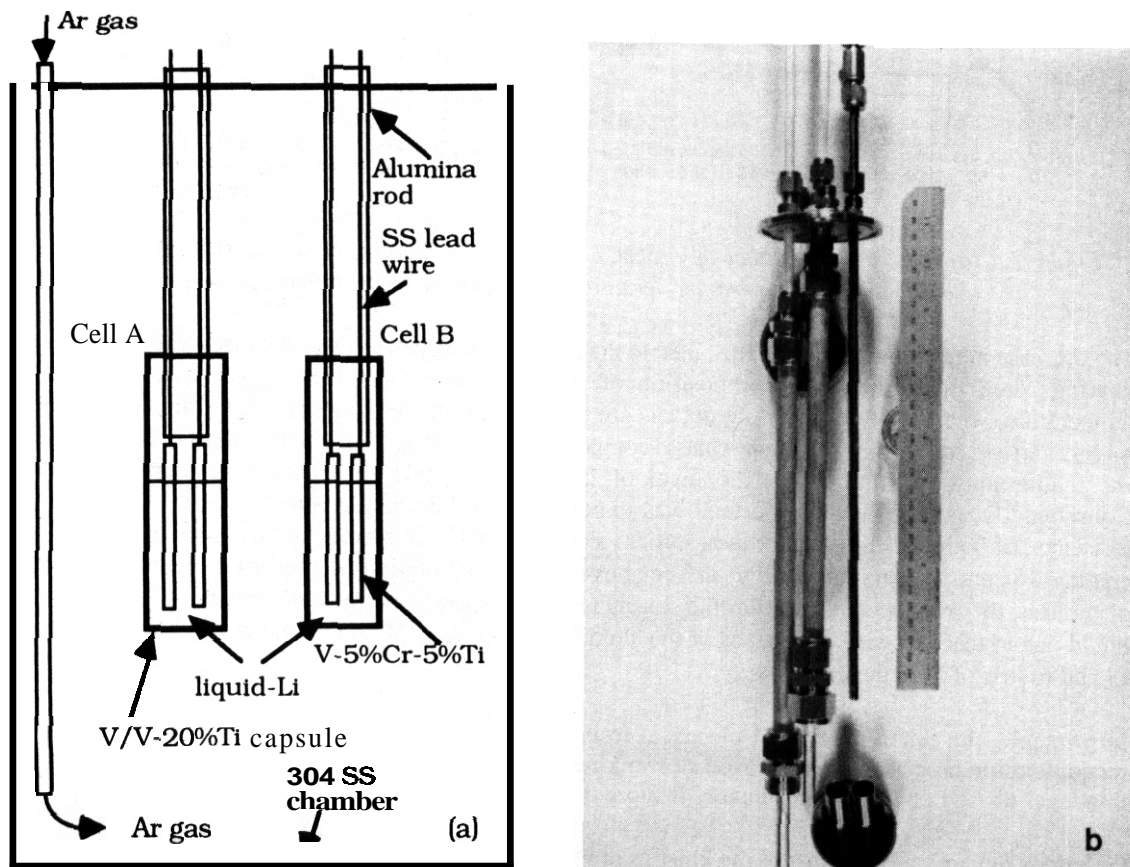 Ar gas
Alumina
rod
SS lead
wire
Cell A
Cell B
V-5%Cr-5%Ti
liquid-Li
V/V-20%Ti capsule
304 SS
chamber
Ar gas
(a)
b